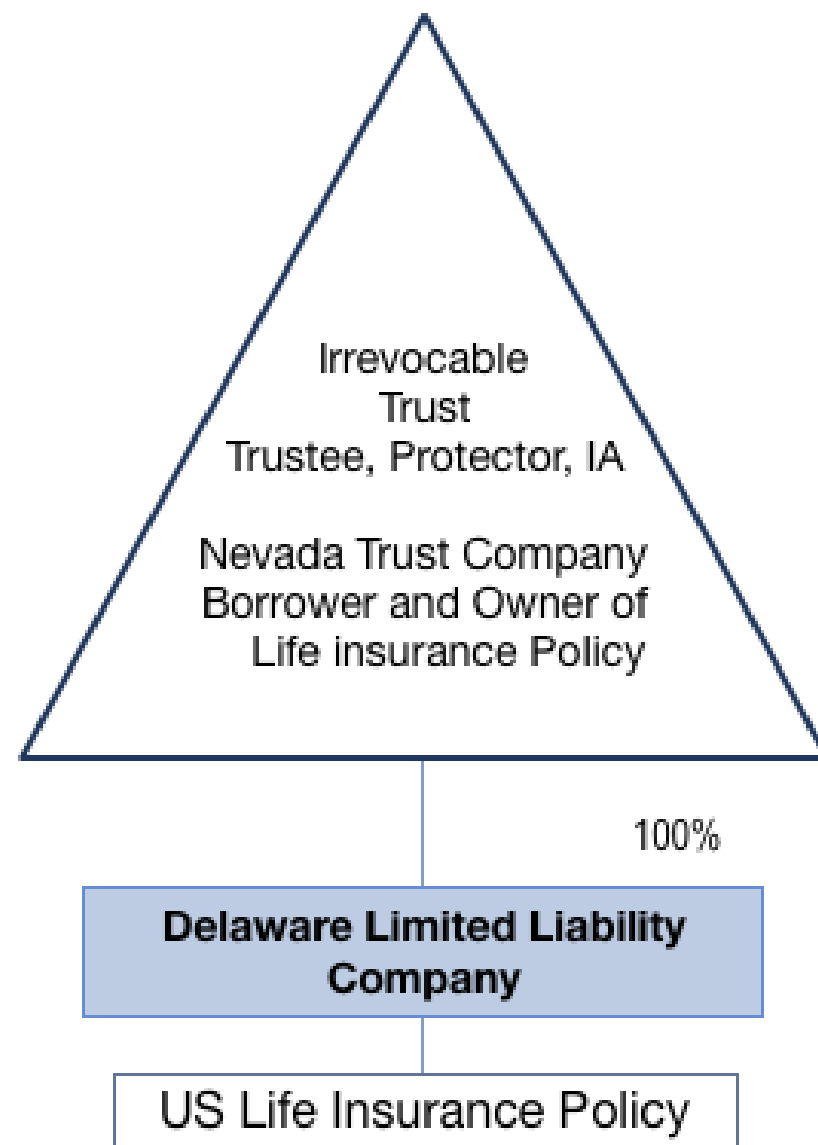 Irrevocable
Trust
Trustee, Protector, IA
Nevada Trust Company
Borrower and Owner of
Life insurance Policy
100%
Delaware Limited Liability
Company
US Life Insurance Policy